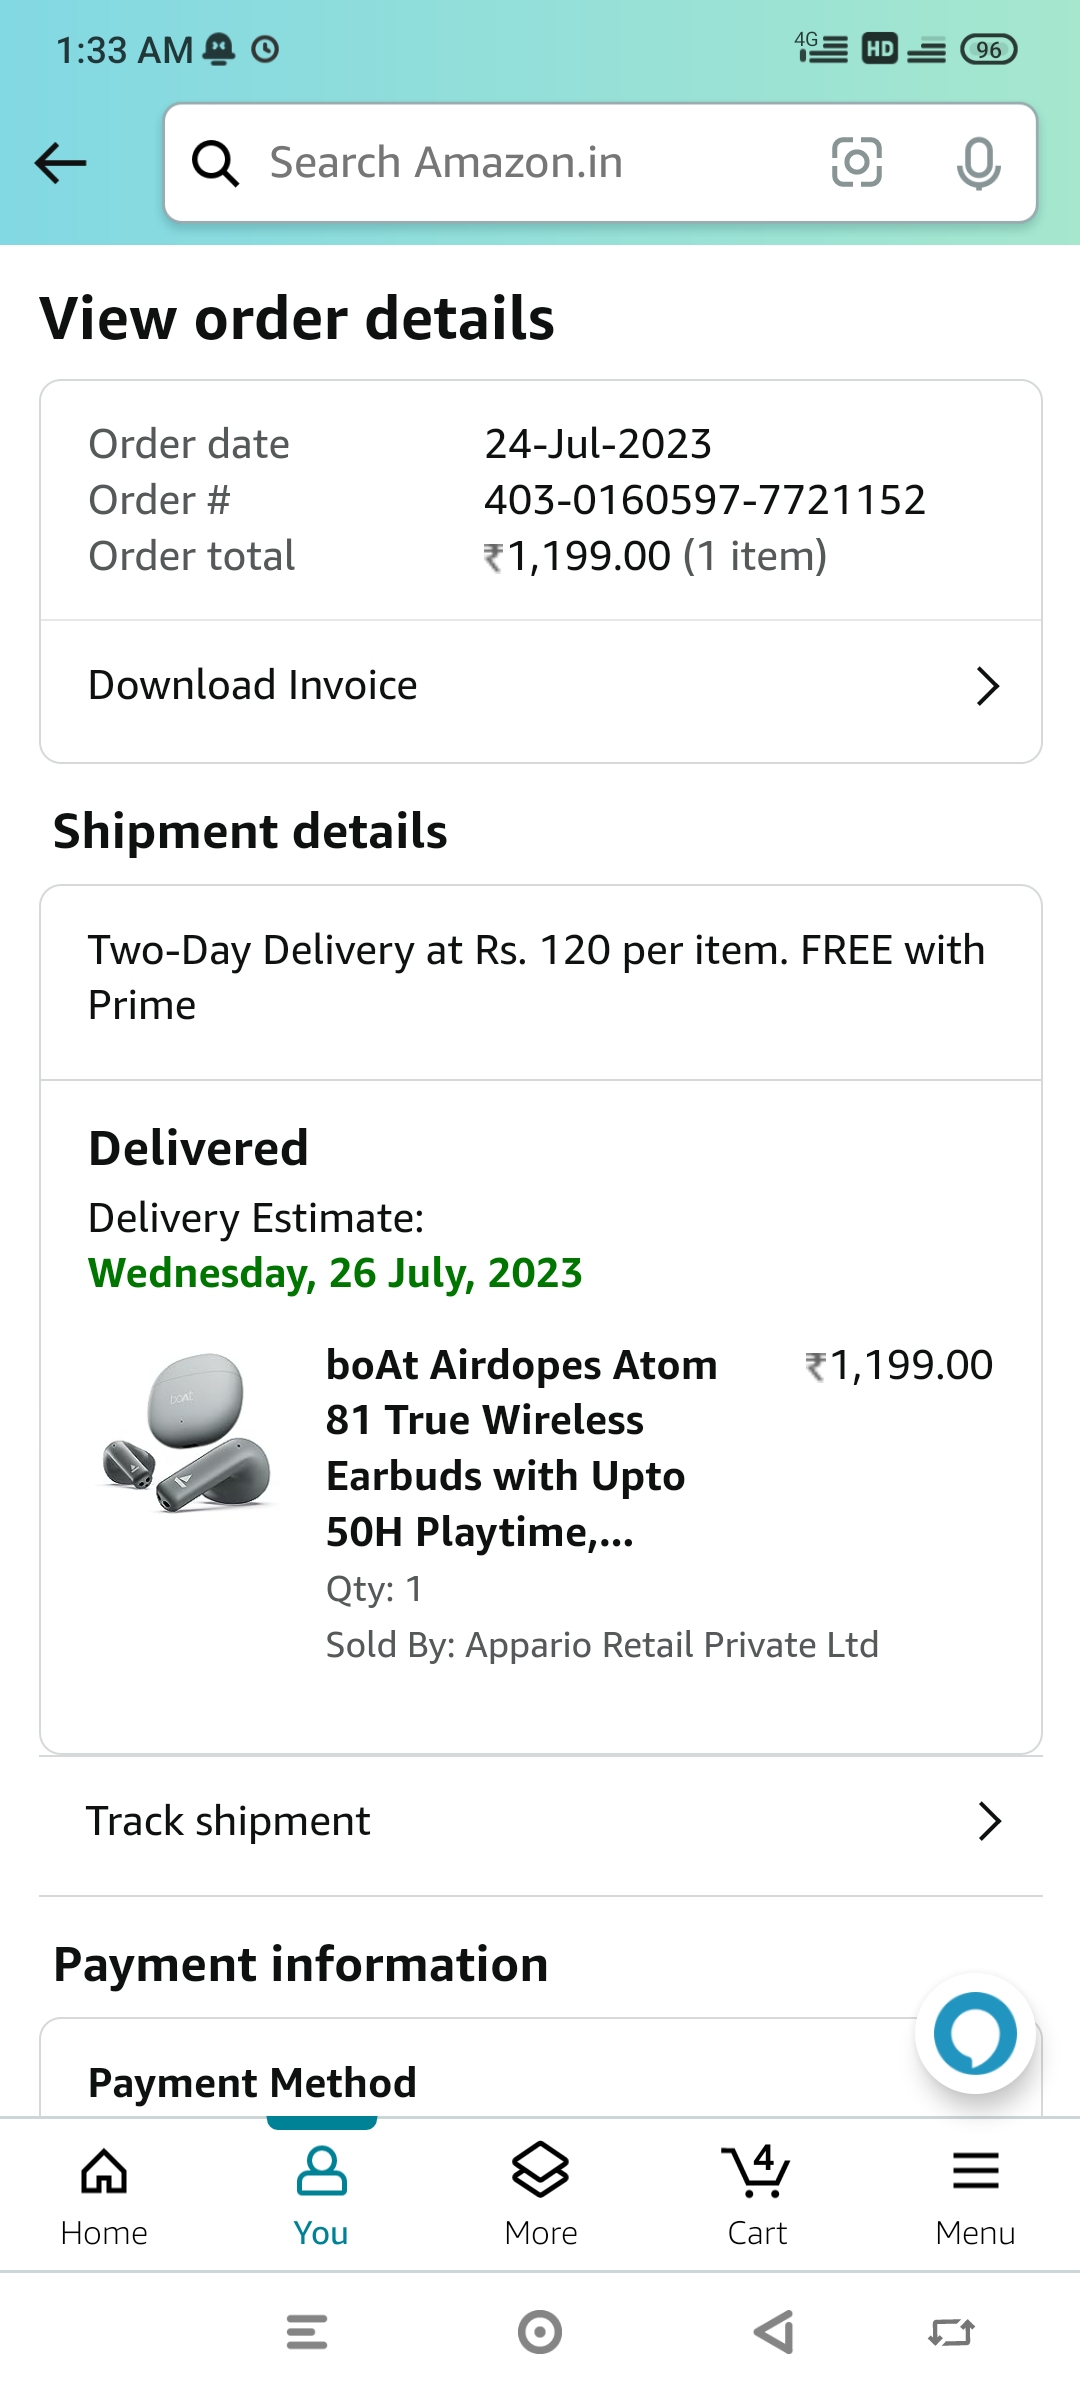 1:33 AM 4G HD 96
Search Amazon.in
View order details
Order date 24-Jul-2023
Order # 403-0160597-7721152
Order total ₹1,199.00 (1 item)
Download Invoice
Shipment details
Two-Day Delivery at Rs. 120 per item. FREE with
Prime
Delivered
Delivery Estimate:
Wednesday, 26 July, 2023
boAt
boAt Airdopes Atom ₹1,199.00
81 True Wireless
Earbuds with Upto
50H Playtime,...
Qty: 1
Sold By: Appario Retail Private Ltd
Track shipment
Payment information
Payment Method
4
Home You More Cart Menu